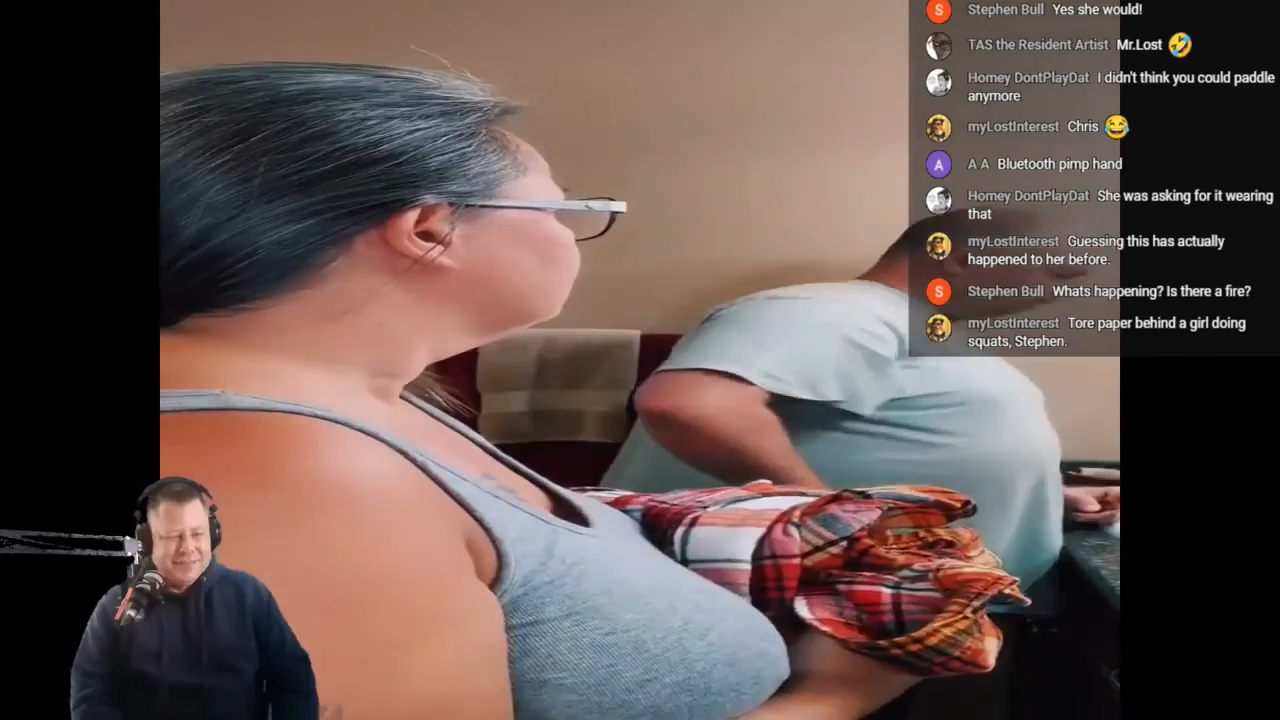 S Stephen Bull Yes she would!
TAS the Resident Artist Mr.Lost 🤣
Homey DontPlayDat I didn't think you could paddle
anymore
myLostInterest Chris 😂
A A A Bluetooth pimp hand
Homey DontPlayDat She was asking for it wearing
that
myLostInterest Guessing this has actually
happened to her before.
S Stephen Bull Whats happening? Is there a fire?
myLostInterest Tore paper behind a girl doing
squats, Stephen.